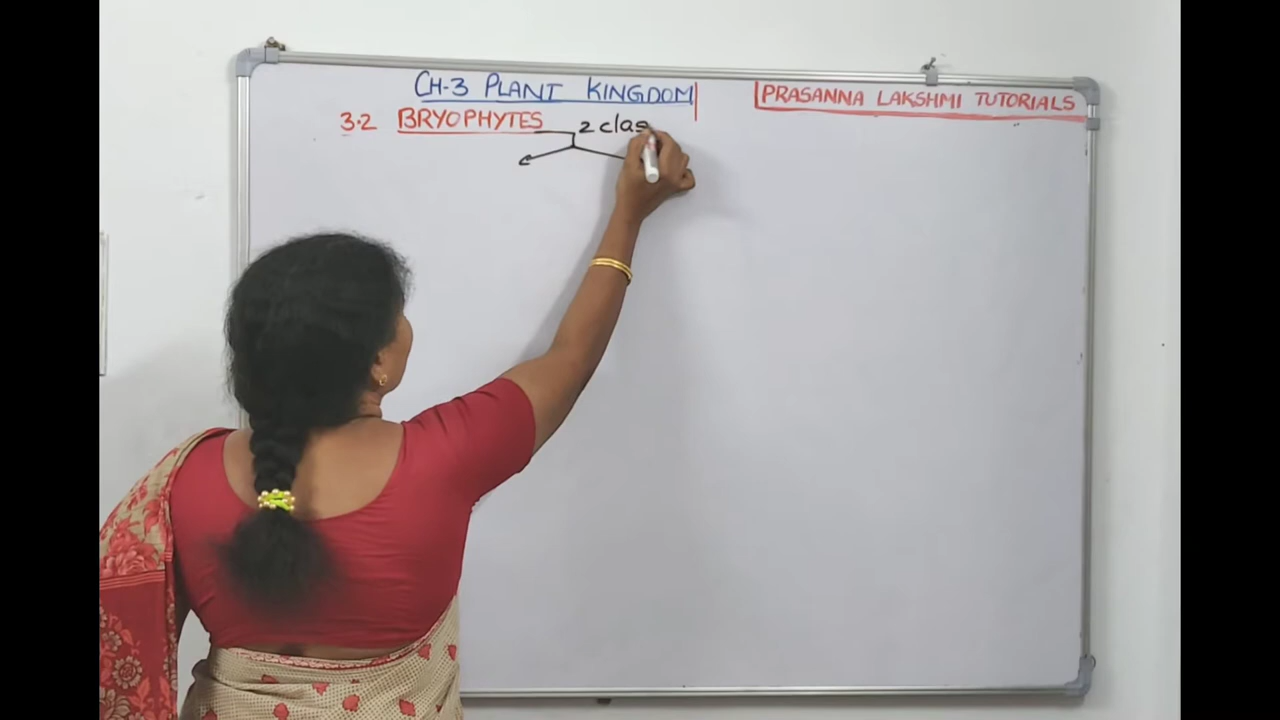 CH-3 PLANT KINGDOM
PRASANNA LAKSHMI TUTORIALS
3.2 BRYOPHYTES
2 clas